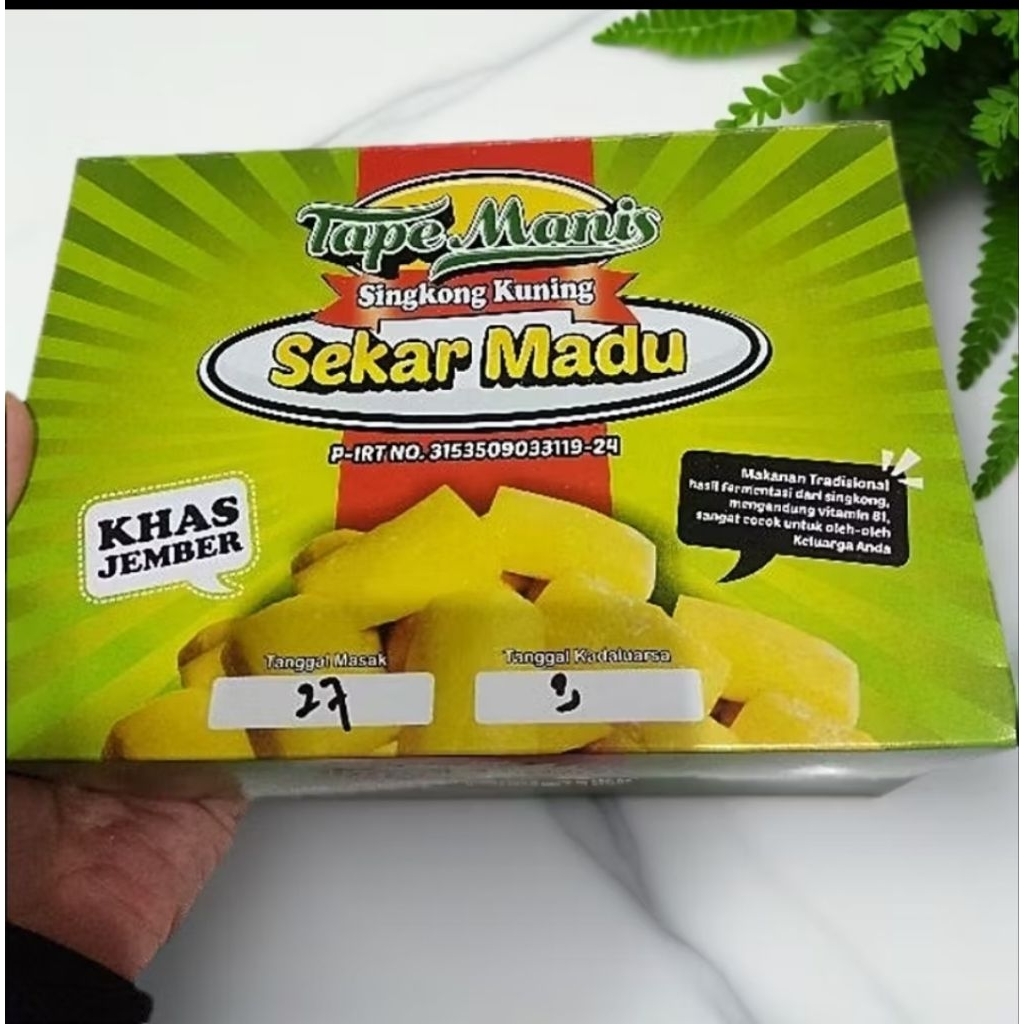 Tape Manis
Singkong Kuning
Sekar Madu
P-IRT NO. 3153509033119-24
KHAS
JEMBER
Makanan Tradisional
hasil fermentasi dari singkong,
mengandung vitamin B1,
sangat cocok untuk oleh-oleh
Keluarga Anda
Tanggal Masak
27
Tanggal Kadaluarsa
3